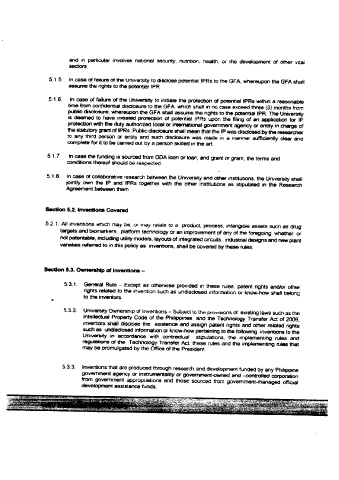 and in particular involves national security, nutrition, health, or the development of other vital
sectors
5.1.5. In case of failure of the University to disclose potential IPRs to the GFA, whereupon the GFA shall
assume the rights to the potential IPR.
5.1.6 In case of failure of the University to initiate the protection of potential IPRs within a reasonable
time from confidential disclosure to the GFA, which shall in no case exceed three (3) months from
public disclosure, whereupon the GFA shall assume the rights to the potential IPR. The University
is deemed to have initiated protection of potential IPRs upon the filing of an application for IP
protection with the duly authorized local or international government agency or entity in charge of
the statutory grant of IPRs. Public disclosure shall mean that the IP was disclosed by the researcher
to any third person or entity and such disclosure was made in a manner sufficiently clear and
complete for it to be carried out by a person skilled in the art.
5.1.7 In case the funding is sourced from ODA loan or loan, and grant or grant, the terms and
conditions thereof should be respected.
5.1.8. In case of collaborative research between the University and other institutions, the University shall
jointly own the IP and IPRs together with the other institutions as stipulated in the Research
Agreement between them.
Section 5.2. Inventions Covered
5.2.1. All inventions which may be, or may relate to a product, process, intangible assets such as drug
targets and biomarkers, platform technology or an improvement of any of the foregoing whether or
not patentable, including utility models, layouts of integrated circuits, industrial designs and new plant
varieties referred to in this policy as inventions, shall be covered by these rules.
Section 5.3. Ownership of Inventions –
5.3.1. General Rule – Except as otherwise provided in these rules, patent rights and/or other
rights related to the invention such as undisclosed information or know-how shall belong
to the inventors.
5.3.2. University Ownership of Inventions – Subject to the provisions of existing laws such as the
Intellectual Property Code of the Philippines and the Technology Transfer Act of 2009,
inventors shall disclose the existence and assign patent rights and other related rights
such as undisclosed information or know-how pertaining to the following inventions to the
University in accordance with contractual stipulations, the implementing rules and
regulations of the Technology Transfer Act, these rules and the implementing rules that
may be promulgated by the Office of the President
5.3.3. Inventions that are produced through research and development funded by any Philippine
government agency or instrumentality or government-owned and -controlled corporation
from government appropriations and those sourced from government-managed official
development assistance funds.